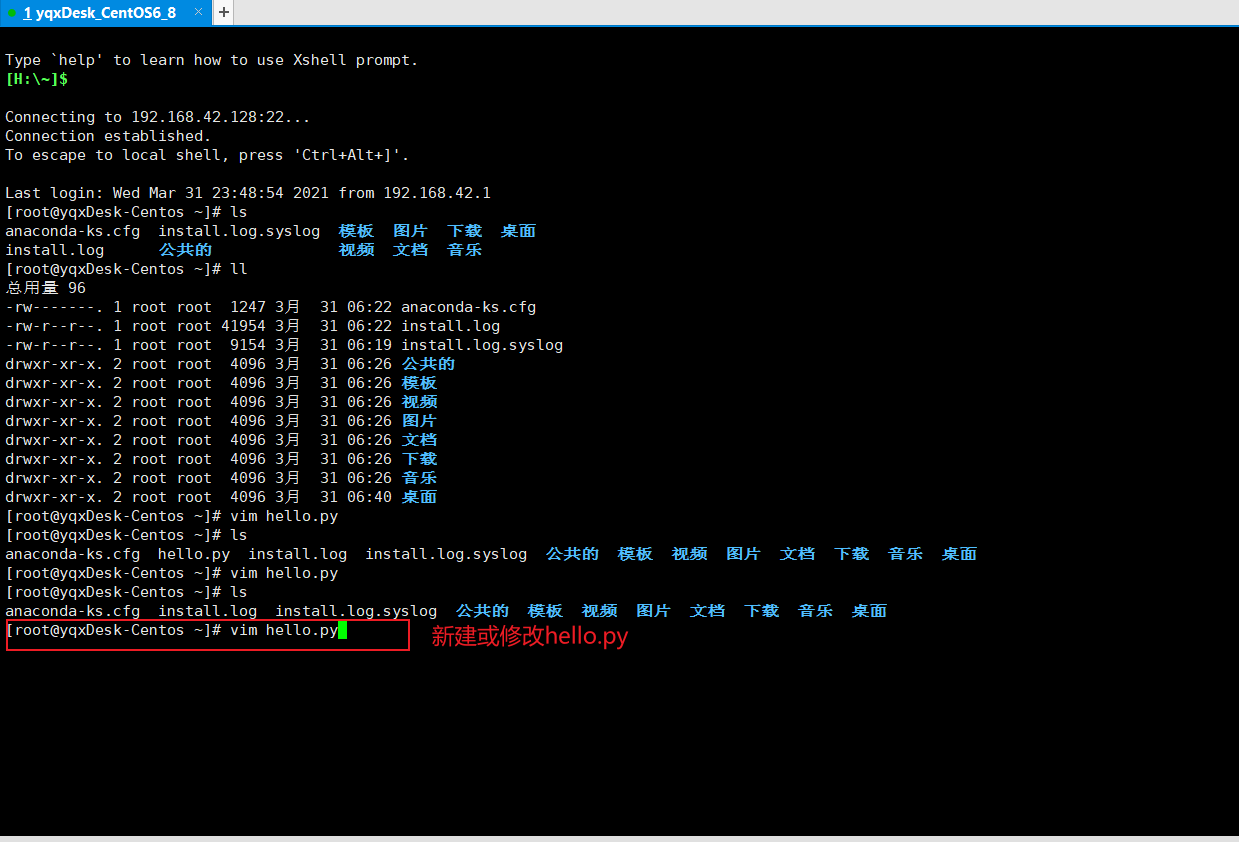 1 yqxDesk_CentOS6_8 × +
Type `help' to learn how to use Xshell prompt.
[H:\~]$
Connecting to 192.168.42.128:22...
Connection established.
To escape to local shell, press 'Ctrl+Alt+]'.
Last login: Wed Mar 31 23:48:54 2021 from 192.168.42.1
[root@yqxDesk-Centos ~]# ls
anaconda-ks.cfg  install.log.syslog  模板  图片  下载  桌面
install.log      公共的              视频  文档  音乐
[root@yqxDesk-Centos ~]# ll
总用量 96
-rw-------. 1 root root  1247 3月  31 06:22 anaconda-ks.cfg
-rw-r--r--. 1 root root 41954 3月  31 06:22 install.log
-rw-r--r--. 1 root root  9154 3月  31 06:19 install.log.syslog
drwxr-xr-x. 2 root root  4096 3月  31 06:26 公共的
drwxr-xr-x. 2 root root  4096 3月  31 06:26 模板
drwxr-xr-x. 2 root root  4096 3月  31 06:26 视频
drwxr-xr-x. 2 root root  4096 3月  31 06:26 图片
drwxr-xr-x. 2 root root  4096 3月  31 06:26 文档
drwxr-xr-x. 2 root root  4096 3月  31 06:26 下载
drwxr-xr-x. 2 root root  4096 3月  31 06:26 音乐
drwxr-xr-x. 2 root root  4096 3月  31 06:40 桌面
[root@yqxDesk-Centos ~]# vim hello.py
[root@yqxDesk-Centos ~]# ls
anaconda-ks.cfg  hello.py  install.log  install.log.syslog  公共的  模板  视频  图片  文档  下载  音乐  桌面
[root@yqxDesk-Centos ~]# vim hello.py
[root@yqxDesk-Centos ~]# ls
anaconda-ks.cfg  install.log  install.log.syslog  公共的  模板  视频  图片  文档  下载  音乐  桌面
[root@yqxDesk-Centos ~]# vim hello.py 新建或修改hello.py